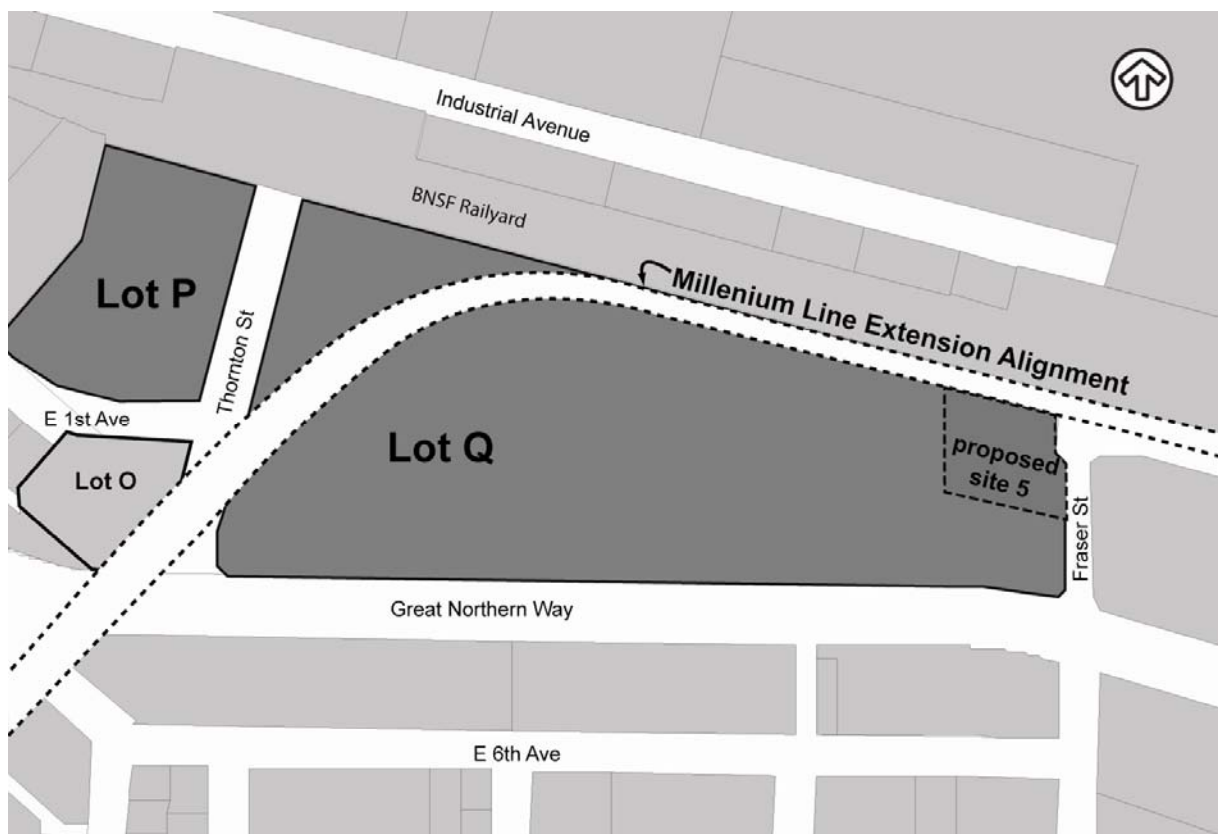 Industrial Avenue
BNSF Railyard
Lot P
Millenium Line Extension Alignment
Thornton St
E 1st Ave
Lot Q
Lot O
proposed
site 5
Fraser St
Great Northern Way
E 6th Ave